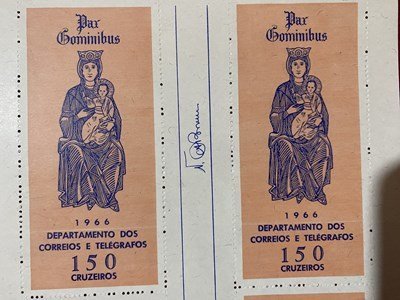 Pax
Hominibus
1966
DEPARTAMENTO DOS
CORREIOS E TELÉGRAFOS
150
CRUZEIROS
Pax
Hominibus
1966
DEPARTAMENTO DOS
CORREIOS E TELÉGRAFOS
150
CRUZEIROS